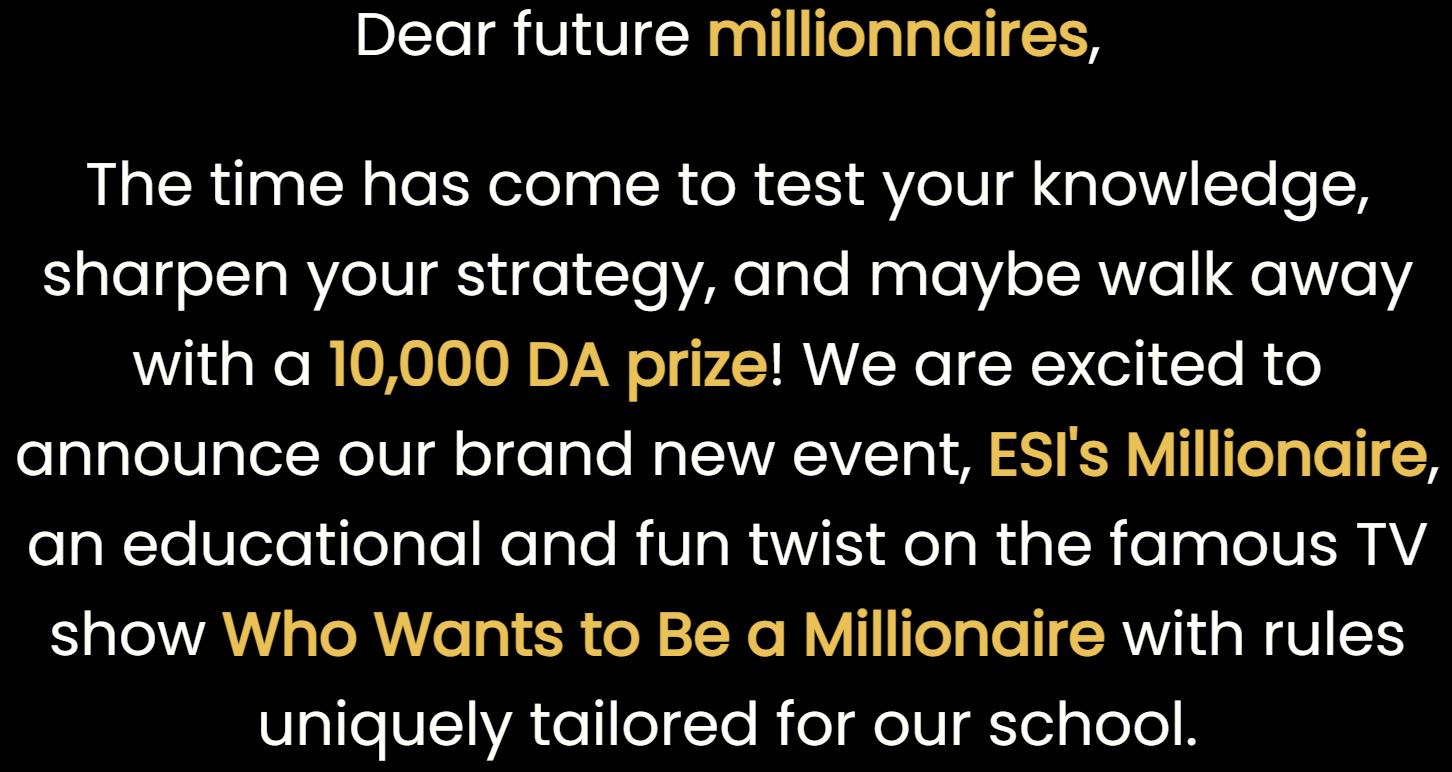 Dear future millionnaires,
The time has come to test your knowledge,
sharpen your strategy, and maybe walk away
with a 10,000 DA prize! We are excited to
announce our brand new event, ESI's Millionaire,
an educational and fun twist on the famous TV
show Who Wants to Be a Millionaire with rules
uniquely tailored for our school.